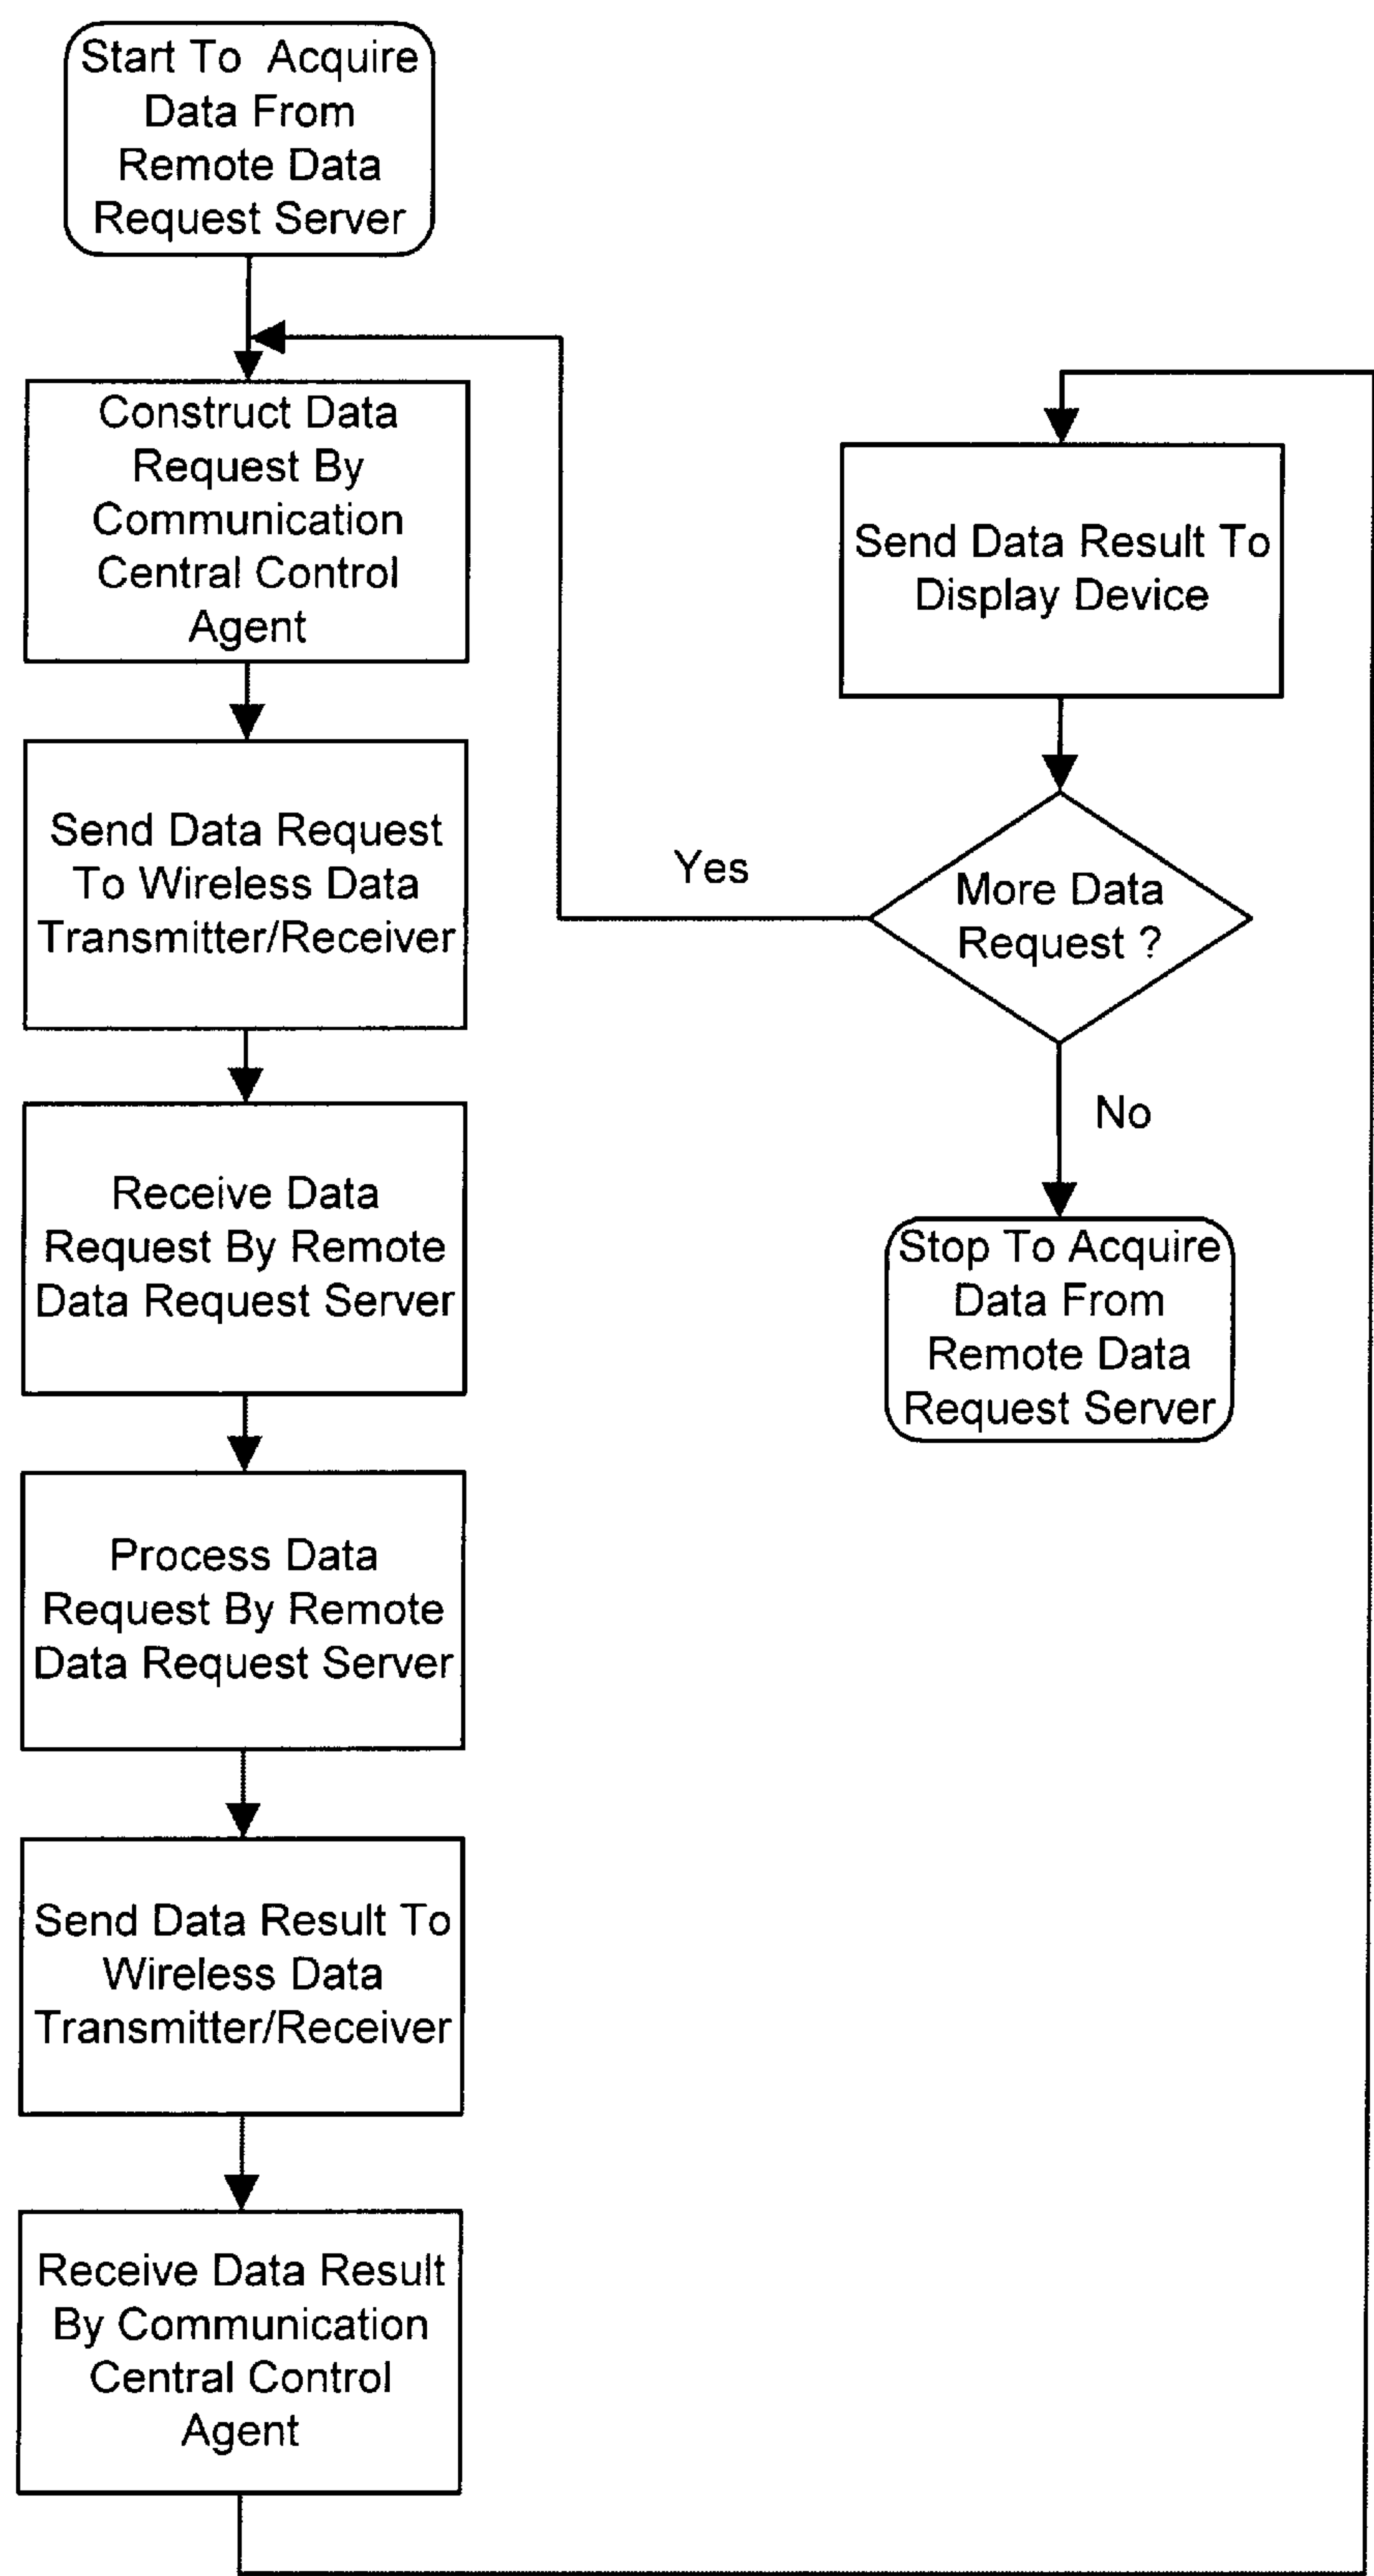 Start To Acquire
Data From
Remote Data
Request Server
Construct Data
Request By
Communication
Central Control
Agent
Send Data Request
To Wireless Data
Transmitter/Receiver
Receive Data
Request By Remote
Data Request Server
Process Data
Request By Remote
Data Request Server
Send Data Result To
Wireless Data
Transmitter/Receiver
Receive Data Result
By Communication
Central Control
Agent
Send Data Result To
Display Device
More Data
Request ?
Yes
No
Stop To Acquire
Data From
Remote Data
Request Server